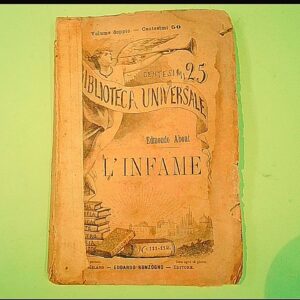 Volume Doppio — Centesimi 50
CENTESIMI 25
BIBLIOTECA UNIVERSALE
Edmondo About
L'INFAME
MILANO — EDOARDO SONZOGNO — EDITORE.